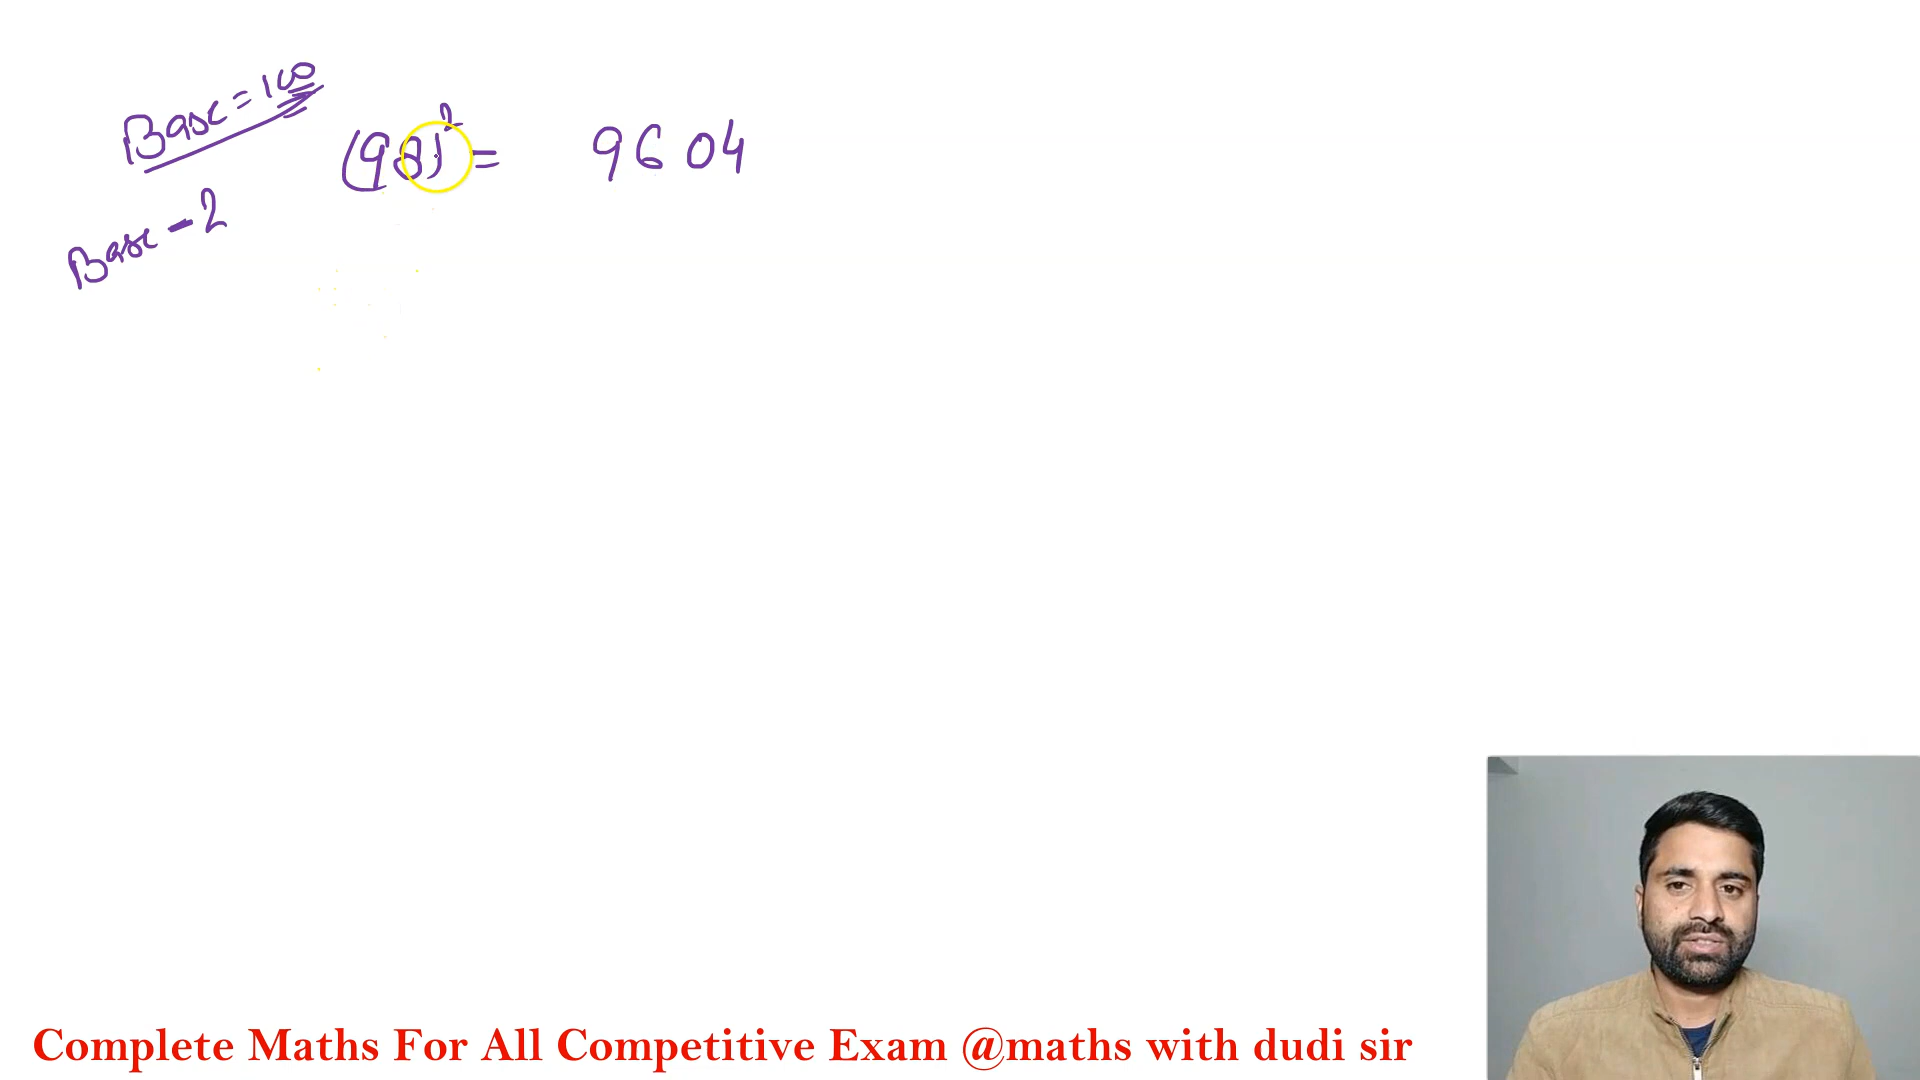 Base = 100
(98)² = 9604
Base - 2
Complete Maths For All Competitive Exam @maths with dudi sir